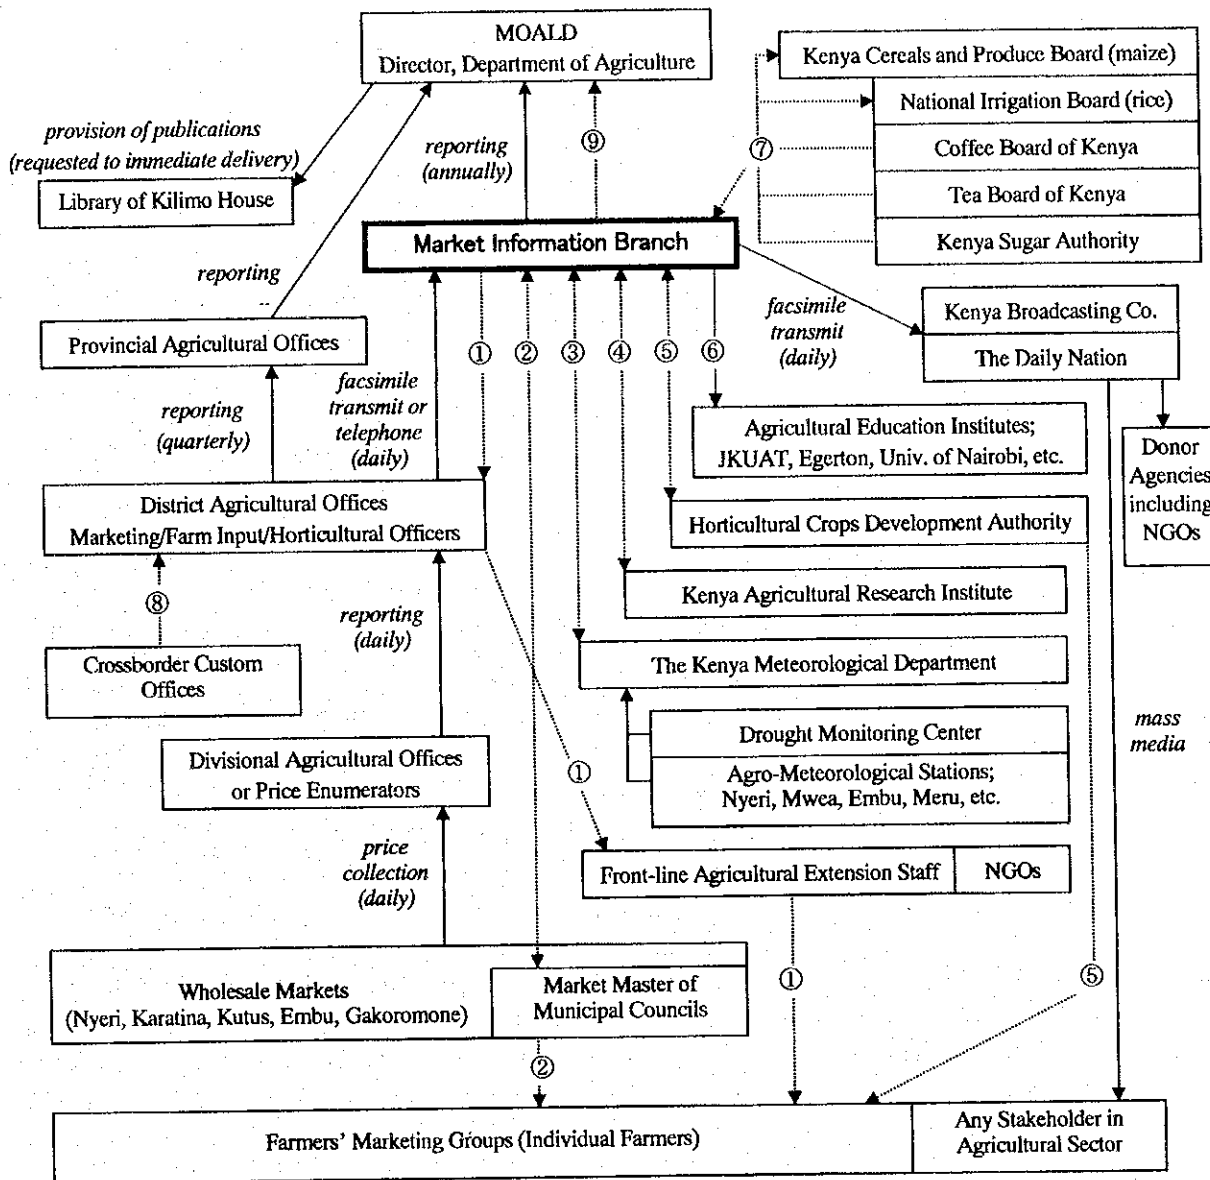 MOALD
Director, Department of Agriculture
Kenya Cereals and Produce Board (maize)
National Irrigation Board (rice)
Coffee Board of Kenya
Tea Board of Kenya
Kenya Sugar Authority
provision of publications
(requested to immediate delivery)
Library of Kilimo House
reporting
(annually)
⑨
⑦
Market Information Branch
reporting
Provincial Agricultural Offices
facsimile
transmit
(daily)
Kenya Broadcasting Co.
The Daily Nation
①
②
③
④
⑤
⑥
reporting
(quarterly)
facsimile
transmit or
telephone
(daily)
Agricultural Education Institutes;
JKUAT, Egerton, Univ. of Nairobi, etc.
Donor
Agencies
including
NGOs
District Agricultural Offices
Marketing/Farm Input/Horticultural Officers
Horticultural Crops Development Authority
⑧
Kenya Agricultural Research Institute
reporting
(daily)
Crossborder Custom
Offices
The Kenya Meteorological Department
Drought Monitoring Center
Agro-Meteorological Stations;
Nyeri, Mwea, Embu, Meru, etc.
mass
media
Divisional Agricultural Offices
or Price Enumerators
①
price
collection
(daily)
Front-line Agricultural Extension Staff
NGOs
Wholesale Markets
(Nyeri, Karatina, Kutus, Embu, Gakoromone)
Market Master of
Municipal Councils
①
⑤
②
Farmers' Marketing Groups (Individual Farmers)
Any Stakeholder in
Agricultural Sector